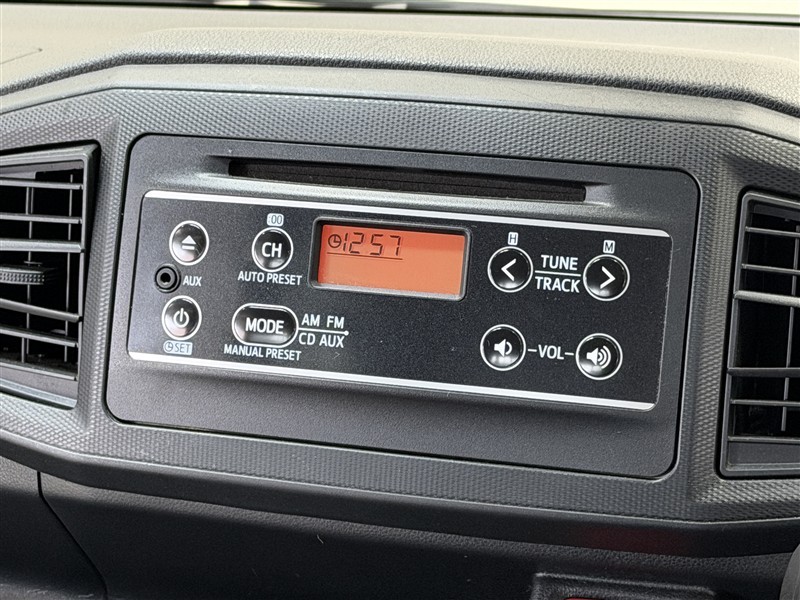 :00
CH
AUTO PRESET
12 57
H
M
TUNE
TRACK
AUX
MODE
AM FM
CD AUX
MANUAL PRESET
SET
VOL